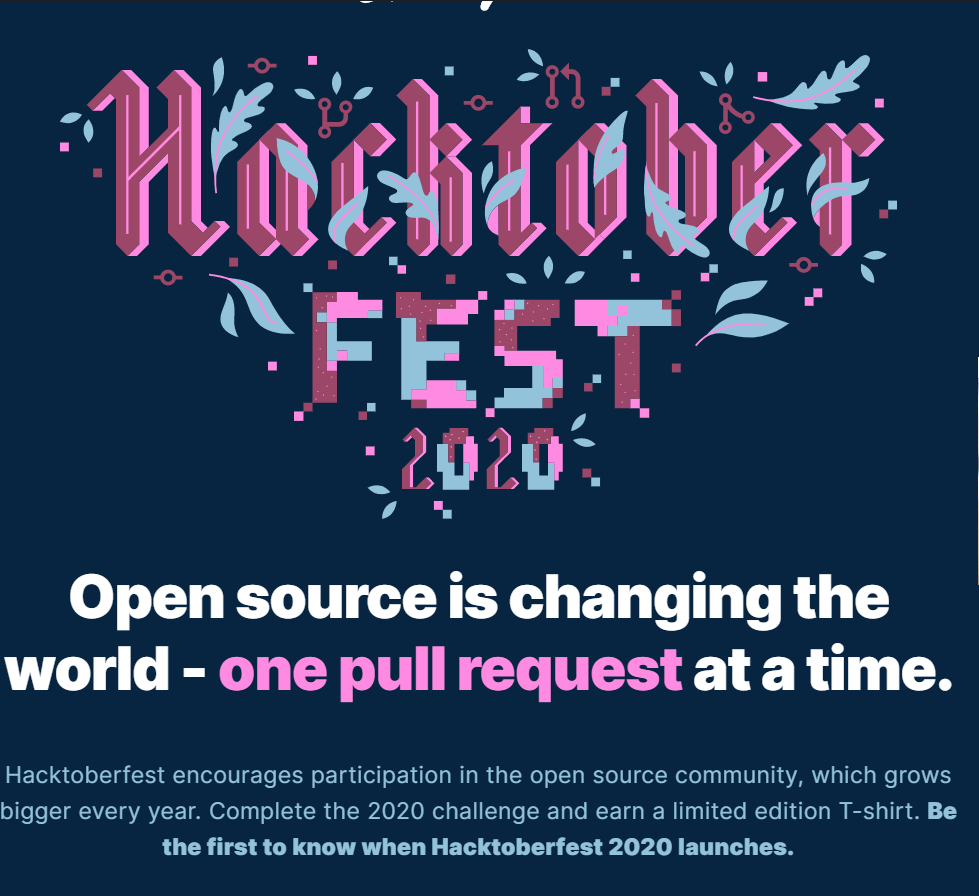 Hacktober
FEST
2020
Open source is changing the
world - one pull request at a time.
Hacktoberfest encourages participation in the open source community, which grows
bigger every year. Complete the 2020 challenge and earn a limited edition T-shirt. Be
the first to know when Hacktoberfest 2020 launches.